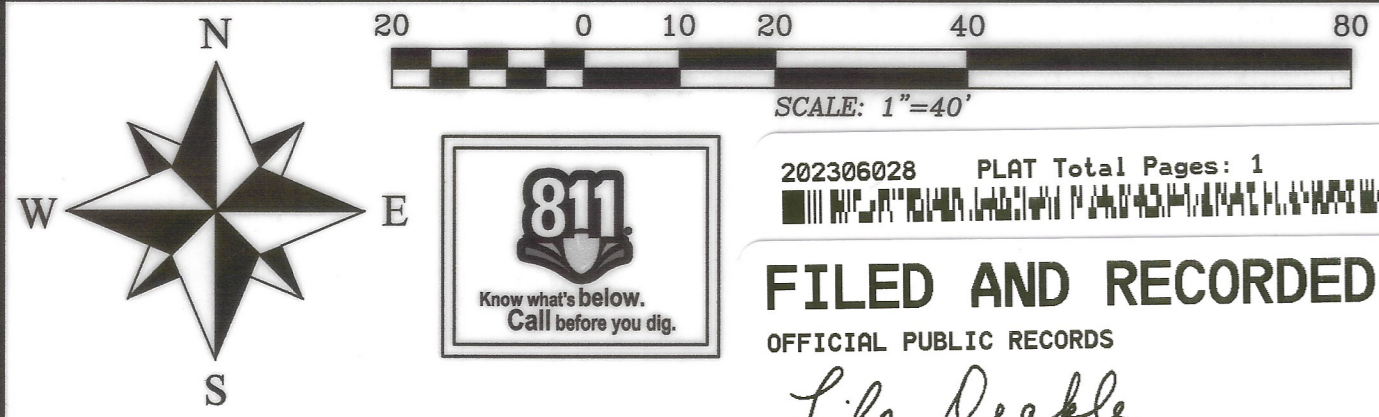 N
W
E
S
20 0 10 20 40 80
SCALE: 1"=40'
811
Know what's below.
Call before you dig.
202306028 PLAT Total Pages: 1
FILED AND RECORDED
OFFICIAL PUBLIC RECORDS